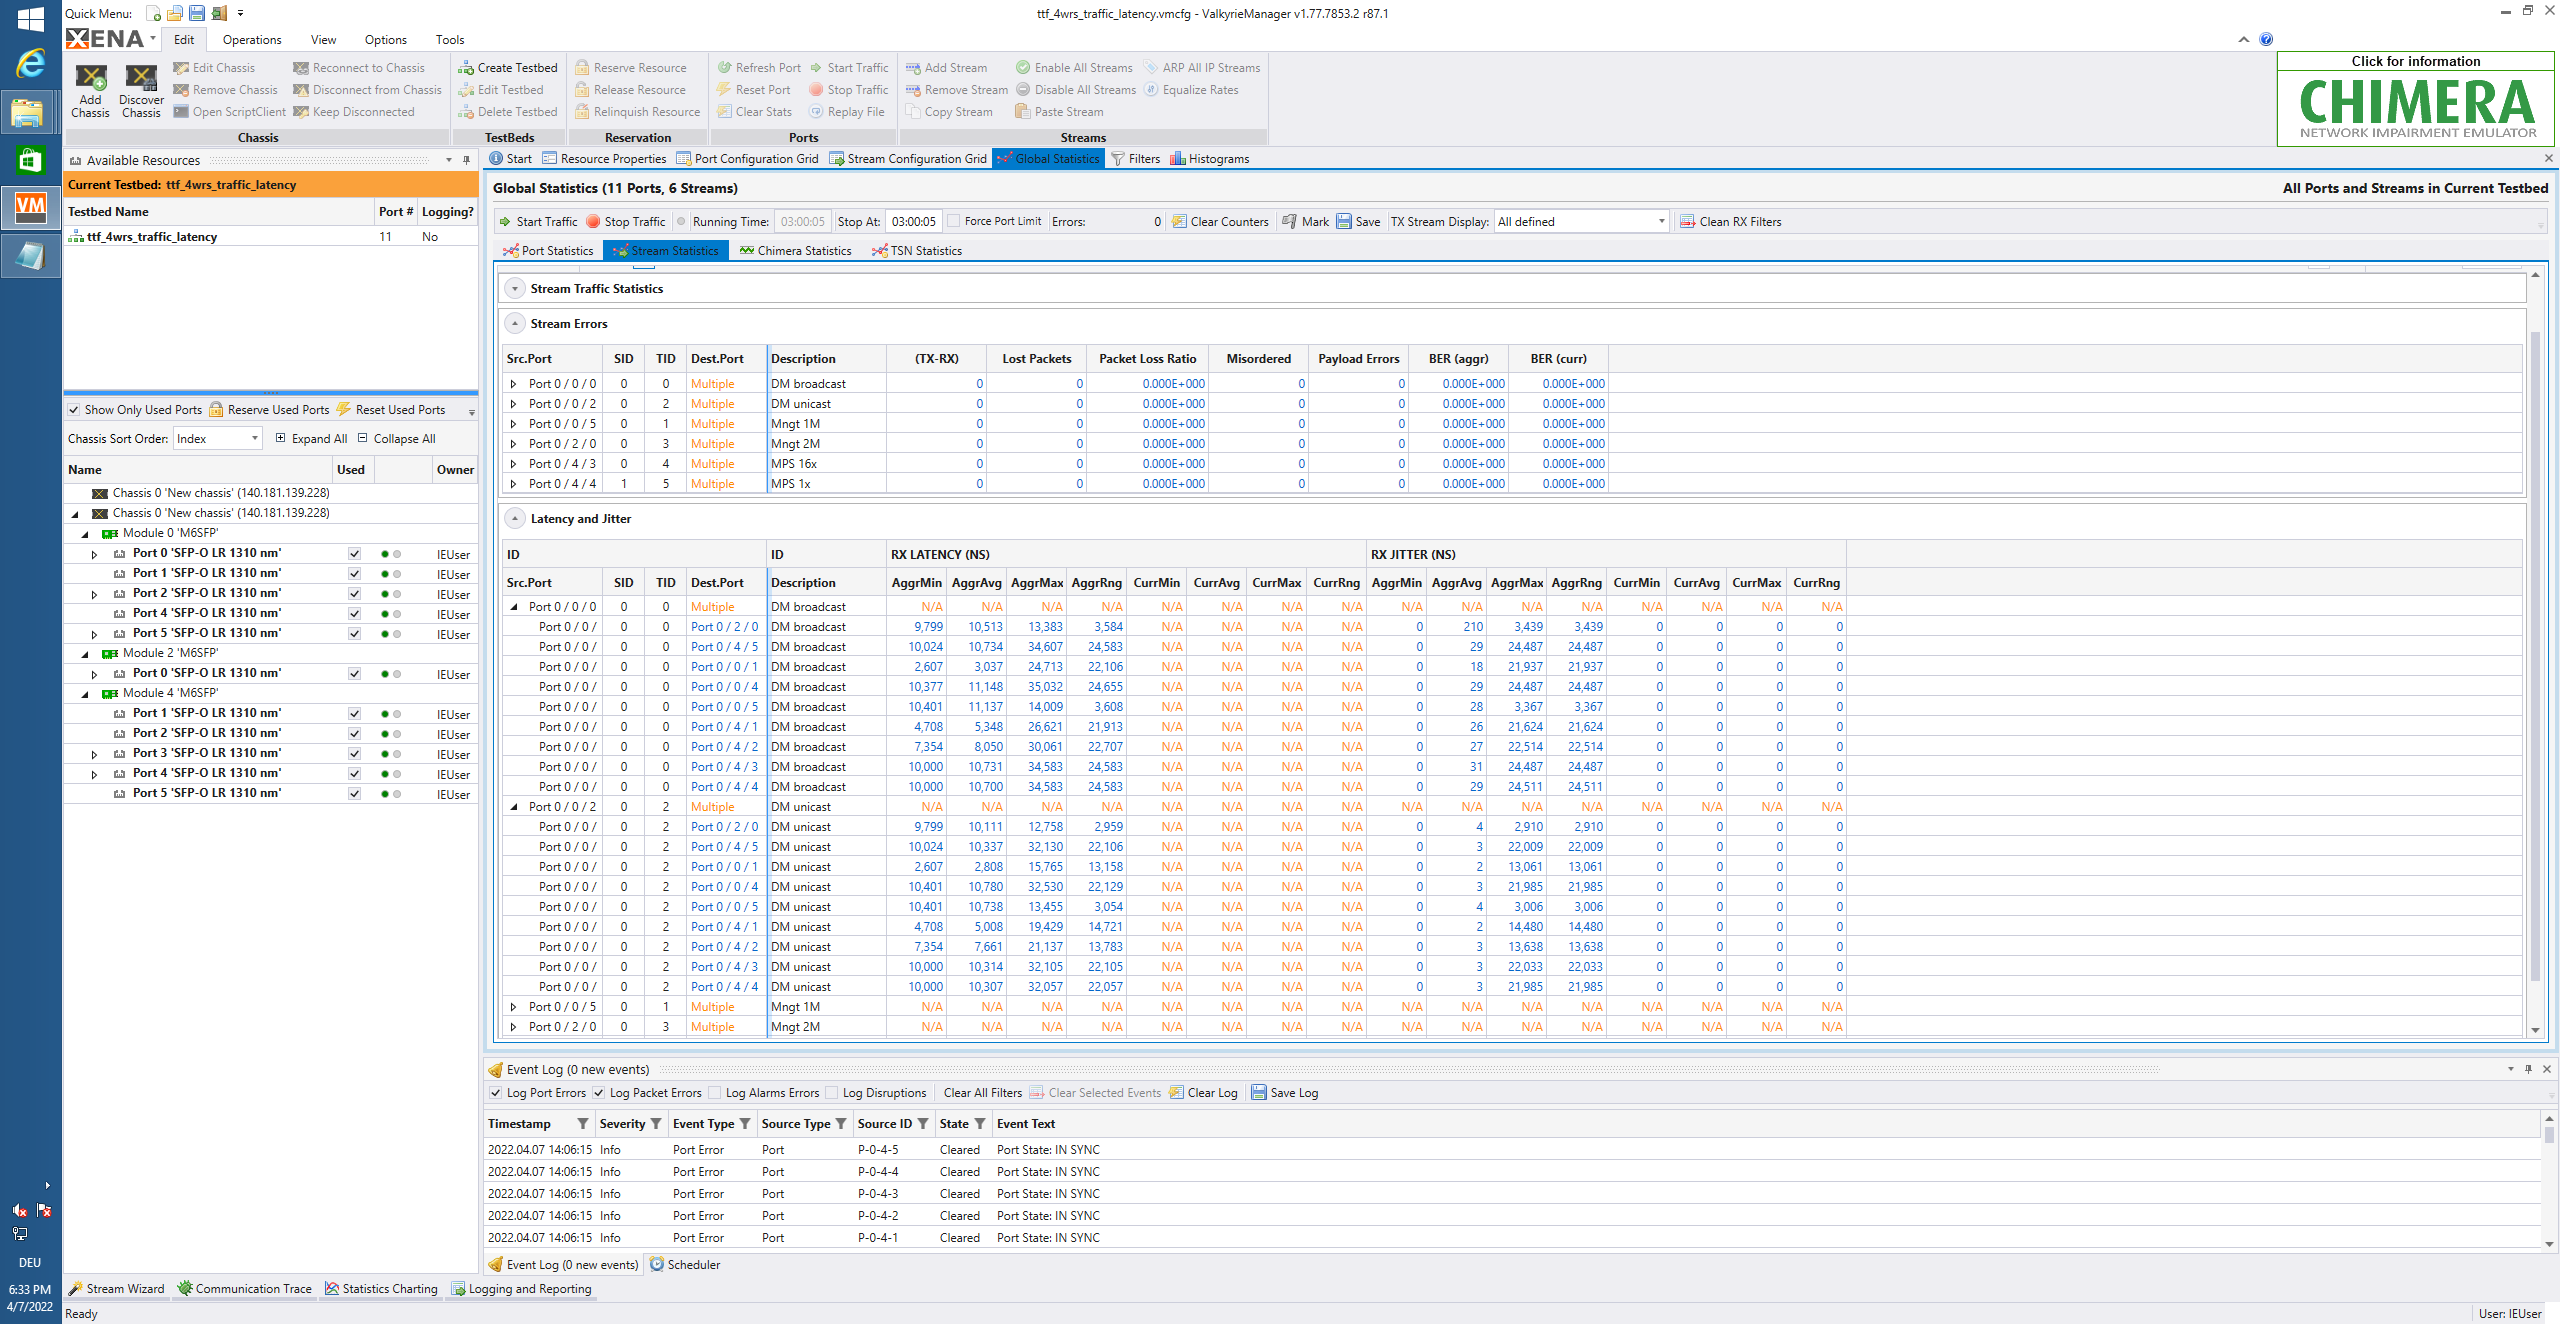 Quick Menu:
ttf_4wrs_traffic_latency.vmcfg - ValkyrieManager v1.77.7853.2 r87.1
XENA Edit Operations View Options Tools
Add Chassis
Discover Chassis
Edit Chassis
Remove Chassis
Open ScriptClient
Reconnect to Chassis
Disconnect from Chassis
Keep Disconnected
Chassis
Create Testbed
Edit Testbed
Delete Testbed
TestBeds
Reserve Resource
Release Resource
Relinquish Resource
Reservation
Refresh Port
Reset Port
Clear Stats
Start Traffic
Stop Traffic
Replay File
Ports
Add Stream
Remove Stream
Copy Stream
Enable All Streams
Disable All Streams
Paste Stream
ARP All IP Streams
Equalize Rates
Streams
Click for information
CHIMERA
NETWORK IMPAIRMENT EMULATOR
Available Resources
Current Testbed: ttf_4wrs_traffic_latency
Testbed Name Port # Logging?
ttf_4wrs_traffic_latency 11 No
Show Only Used Ports Reserve Used Ports Reset Used Ports
Chassis Sort Order: Index Expand All Collapse All
Name Used Owner
Chassis 0 'New chassis' (140.181.139.228)
Chassis 0 'New chassis' (140.181.139.228)
Module 0 'M6SFP'
Port 0 'SFP-O LR 1310 nm' IEUser
Port 1 'SFP-O LR 1310 nm' IEUser
Port 2 'SFP-O LR 1310 nm' IEUser
Port 4 'SFP-O LR 1310 nm' IEUser
Port 5 'SFP-O LR 1310 nm' IEUser
Module 2 'M6SFP'
Port 0 'SFP-O LR 1310 nm' IEUser
Module 4 'M6SFP'
Port 1 'SFP-O LR 1310 nm' IEUser
Port 2 'SFP-O LR 1310 nm' IEUser
Port 3 'SFP-O LR 1310 nm' IEUser
Port 4 'SFP-O LR 1310 nm' IEUser
Port 5 'SFP-O LR 1310 nm' IEUser
Start Resource Properties Port Configuration Grid Stream Configuration Grid Global Statistics Filters Histograms
Global Statistics (11 Ports, 6 Streams) All Ports and Streams in Current Testbed
Start Traffic Stop Traffic Running Time: 03:00:05 Stop At: 03:00:05 Force Port Limit Errors: 0 Clear Counters Mark Save TX Stream Display: All defined Clean RX Filters
Port Statistics Stream Statistics Chimera Statistics TSN Statistics
Stream Traffic Statistics
Stream Errors
Src.Port SID TID Dest.Port Description (TX-RX) Lost Packets Packet Loss Ratio Misordered Payload Errors BER (aggr) BER (curr)
Port 0 / 0 / 0 0 0 Multiple DM broadcast 0 0 0.000E+000 0 0 0.000E+000 0.000E+000
Port 0 / 0 / 2 0 2 Multiple DM unicast 0 0 0.000E+000 0 0 0.000E+000 0.000E+000
Port 0 / 0 / 5 0 1 Multiple Mngt 1M 0 0 0.000E+000 0 0 0.000E+000 0.000E+000
Port 0 / 2 / 0 0 3 Multiple Mngt 2M 0 0 0.000E+000 0 0 0.000E+000 0.000E+000
Port 0 / 4 / 3 0 4 Multiple MPS 16x 0 0 0.000E+000 0 0 0.000E+000 0.000E+000
Port 0 / 4 / 4 1 5 Multiple MPS 1x 0 0 0.000E+000 0 0 0.000E+000 0.000E+000
Latency and Jitter
ID ID RX LATENCY (NS) RX JITTER (NS)
Src.Port SID TID Dest.Port Description AggrMin AggrAvg AggrMax AggrRng CurrMin CurrAvg CurrMax CurrRng AggrMin AggrAvg AggrMax AggrRng CurrMin CurrAvg CurrMax CurrRng
Port 0 / 0 / 0 0 0 Multiple DM broadcast N/A N/A N/A N/A N/A N/A N/A N/A N/A N/A N/A N/A N/A N/A N/A N/A
Port 0 / 0 / 0 0 Port 0 / 2 / 0 DM broadcast 9,799 10,513 13,383 3,584 N/A N/A N/A N/A 0 210 3,439 3,439 0 0 0 0
Port 0 / 0 / 0 0 Port 0 / 4 / 5 DM broadcast 10,024 10,734 34,607 24,583 N/A N/A N/A N/A 0 29 24,487 24,487 0 0 0 0
Port 0 / 0 / 0 0 Port 0 / 0 / 1 DM broadcast 2,607 3,037 24,713 22,106 N/A N/A N/A N/A 0 18 21,937 21,937 0 0 0 0
Port 0 / 0 / 0 0 Port 0 / 0 / 4 DM broadcast 10,377 11,148 35,032 24,655 N/A N/A N/A N/A 0 29 24,487 24,487 0 0 0 0
Port 0 / 0 / 0 0 Port 0 / 0 / 5 DM broadcast 10,401 11,137 14,009 3,608 N/A N/A N/A N/A 0 28 3,367 3,367 0 0 0 0
Port 0 / 0 / 0 0 Port 0 / 4 / 1 DM broadcast 4,708 5,348 26,621 21,913 N/A N/A N/A N/A 0 26 21,624 21,624 0 0 0 0
Port 0 / 0 / 0 0 Port 0 / 4 / 2 DM broadcast 7,354 8,050 30,061 22,707 N/A N/A N/A N/A 0 27 22,514 22,514 0 0 0 0
Port 0 / 0 / 0 0 Port 0 / 4 / 3 DM broadcast 10,000 10,731 34,583 24,583 N/A N/A N/A N/A 0 31 24,487 24,487 0 0 0 0
Port 0 / 0 / 0 0 Port 0 / 4 / 4 DM broadcast 10,000 10,700 34,583 24,583 N/A N/A N/A N/A 0 29 24,511 24,511 0 0 0 0
Port 0 / 0 / 2 0 2 Multiple DM unicast N/A N/A N/A N/A N/A N/A N/A N/A N/A N/A N/A N/A N/A N/A N/A N/A
Port 0 / 0 / 0 2 Port 0 / 2 / 0 DM unicast 9,799 10,111 12,758 2,959 N/A N/A N/A N/A 0 4 2,910 2,910 0 0 0 0
Port 0 / 0 / 0 2 Port 0 / 4 / 5 DM unicast 10,024 10,337 32,130 22,106 N/A N/A N/A N/A 0 3 22,009 22,009 0 0 0 0
Port 0 / 0 / 0 2 Port 0 / 0 / 1 DM unicast 2,607 2,808 15,765 13,158 N/A N/A N/A N/A 0 2 13,061 13,061 0 0 0 0
Port 0 / 0 / 0 2 Port 0 / 0 / 4 DM unicast 10,401 10,780 32,530 22,129 N/A N/A N/A N/A 0 3 21,985 21,985 0 0 0 0
Port 0 / 0 / 0 2 Port 0 / 0 / 5 DM unicast 10,401 10,738 13,455 3,054 N/A N/A N/A N/A 0 4 3,006 3,006 0 0 0 0
Port 0 / 0 / 0 2 Port 0 / 4 / 1 DM unicast 4,708 5,008 19,429 14,721 N/A N/A N/A N/A 0 2 14,480 14,480 0 0 0 0
Port 0 / 0 / 0 2 Port 0 / 4 / 2 DM unicast 7,354 7,661 21,137 13,783 N/A N/A N/A N/A 0 3 13,638 13,638 0 0 0 0
Port 0 / 0 / 0 2 Port 0 / 4 / 3 DM unicast 10,000 10,314 32,105 22,105 N/A N/A N/A N/A 0 3 22,033 22,033 0 0 0 0
Port 0 / 0 / 0 2 Port 0 / 4 / 4 DM unicast 10,000 10,307 32,057 22,057 N/A N/A N/A N/A 0 3 21,985 21,985 0 0 0 0
Port 0 / 0 / 5 0 1 Multiple Mngt 1M N/A N/A N/A N/A N/A N/A N/A N/A N/A N/A N/A N/A N/A N/A N/A N/A
Port 0 / 2 / 0 0 3 Multiple Mngt 2M N/A N/A N/A N/A N/A N/A N/A N/A N/A N/A N/A N/A N/A N/A N/A N/A
Event Log (0 new events)
Log Port Errors Log Packet Errors Log Alarms Errors Log Disruptions Clear All Filters Clear Selected Events Clear Log Save Log
Timestamp Severity Event Type Source Type Source ID State Event Text
2022.04.07 14:06:15 Info Port Error Port P-0-4-5 Cleared Port State: IN SYNC
2022.04.07 14:06:15 Info Port Error Port P-0-4-4 Cleared Port State: IN SYNC
2022.04.07 14:06:15 Info Port Error Port P-0-4-3 Cleared Port State: IN SYNC
2022.04.07 14:06:15 Info Port Error Port P-0-4-2 Cleared Port State: IN SYNC
2022.04.07 14:06:15 Info Port Error Port P-0-4-1 Cleared Port State: IN SYNC
Event Log (0 new events) Scheduler
Stream Wizard Communication Trace Statistics Charting Logging and Reporting
Ready User: IEUser
VM
DEU
6:33 PM
4/7/2022